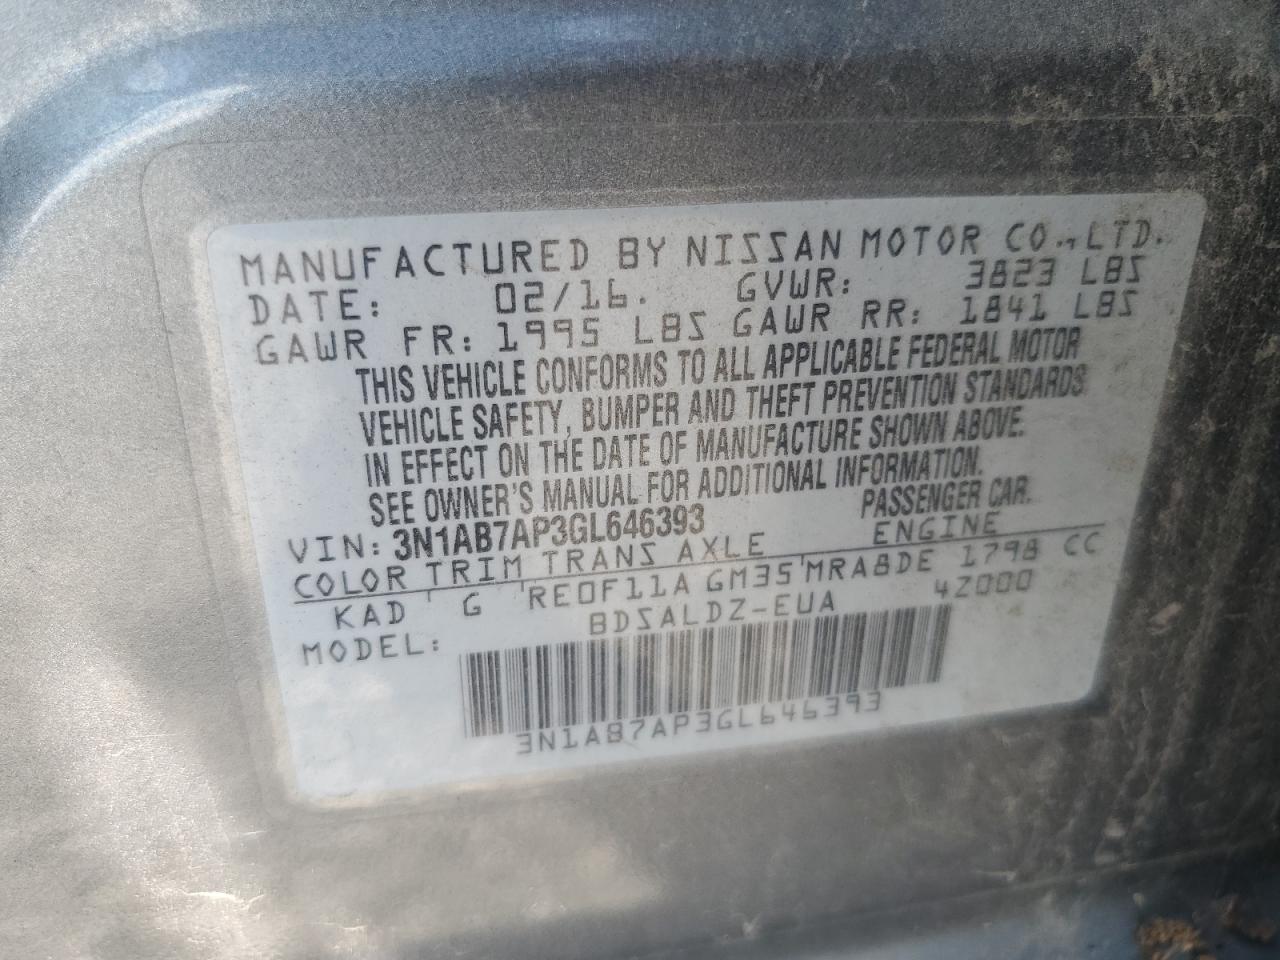 MANUFACTURED BY NISSAN MOTOR CO., LTD.
DATE: 02/16. GVWR: 3823 LBS
GAWR FR: 1995 LBS GAWR RR: 1841 LBS
THIS VEHICLE CONFORMS TO ALL APPLICABLE FEDERAL MOTOR
VEHICLE SAFETY, BUMPER AND THEFT PREVENTION STANDARDS
IN EFFECT ON THE DATE OF MANUFACTURE SHOWN ABOVE.
SEE OWNER'S MANUAL FOR ADDITIONAL INFORMATION.
VIN: 3N1AB7AP3GL646393 PASSENGER CAR.
COLOR TRIM TRANS AXLE ENGINE
KAD G RE0F11A GM35 MRA8DE 1798 CC
MODEL: BDSALDZ-EUA 4Z000
3N1AB7AP3GL646393